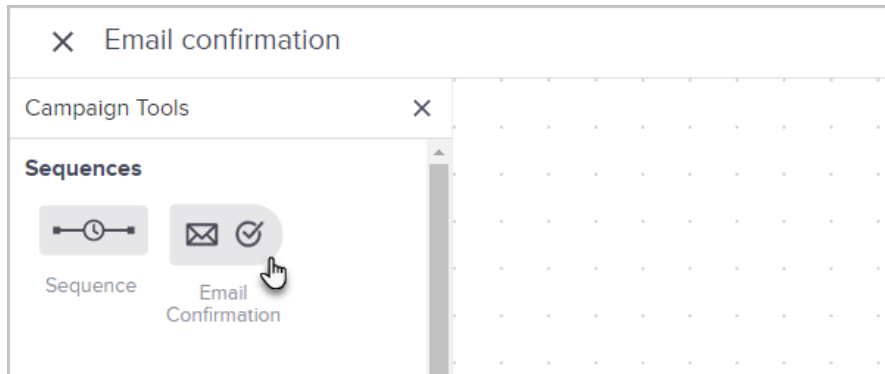 Email confirmation
Campaign Tools
Sequences
Sequence
Email
Confirmation